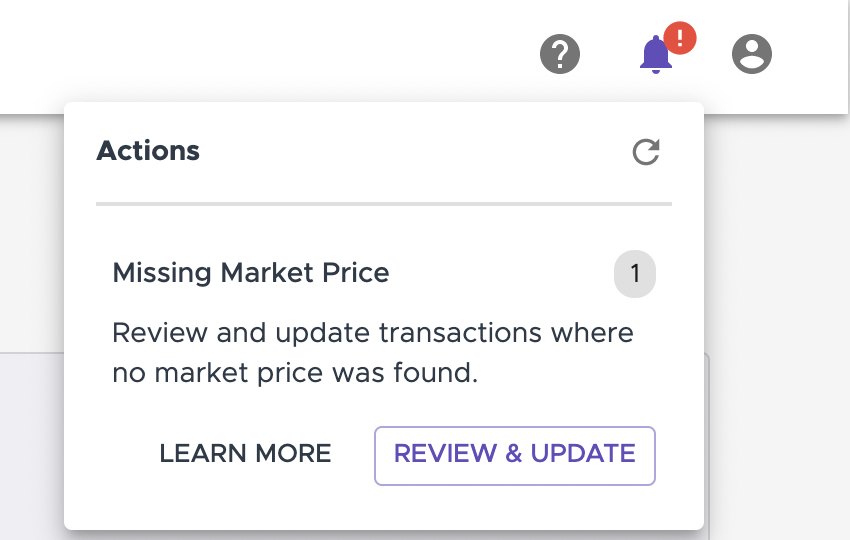 ?
!
Actions
Missing Market Price
1
Review and update transactions where
no market price was found.
LEARN MORE
REVIEW & UPDATE